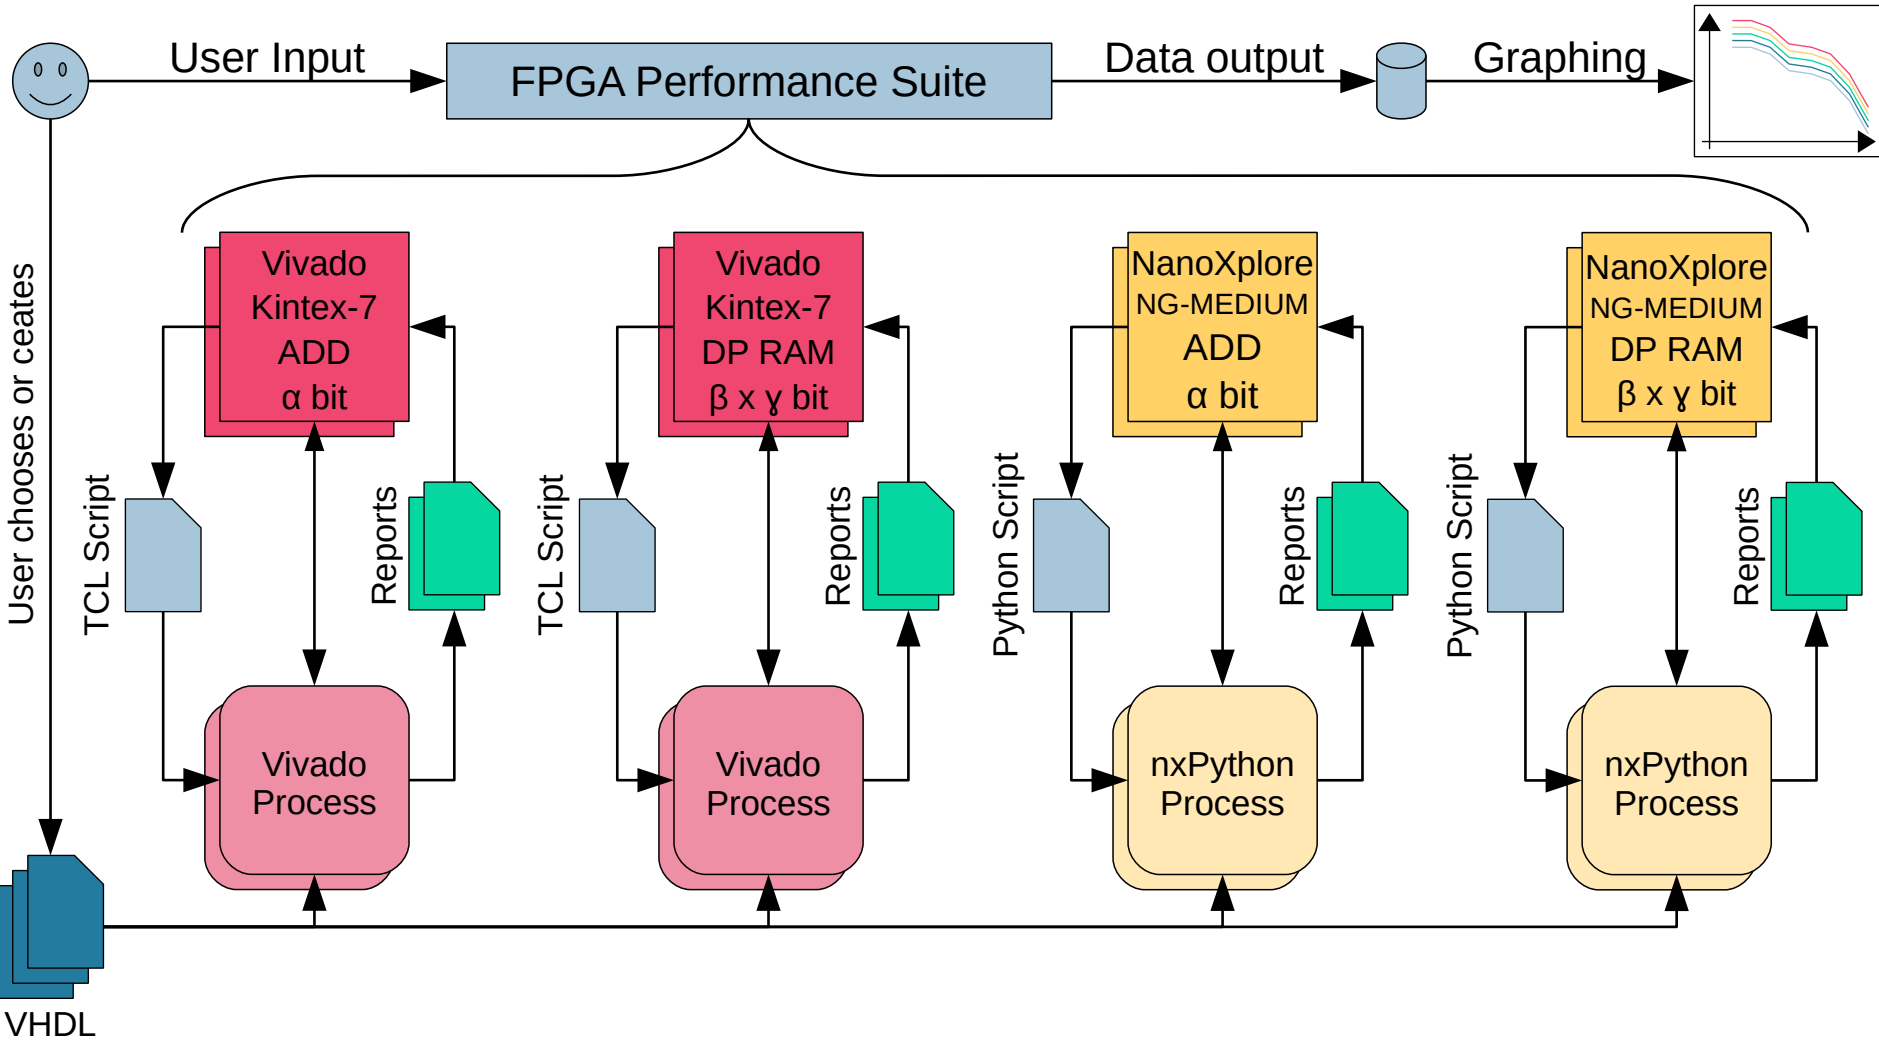 User Input
FPGA Performance Suite
Data output
Graphing
User chooses or ceates
Vivado
Kintex-7
ADD
α bit
TCL Script
Reports
Vivado
Process
Vivado
Kintex-7
DP RAM
β x ɣ bit
TCL Script
Reports
Vivado
Process
NanoXplore
NG-MEDIUM
ADD
α bit
Python Script
Reports
nxPython
Process
NanoXplore
NG-MEDIUM
DP RAM
β x ɣ bit
Python Script
Reports
nxPython
Process
VHDL